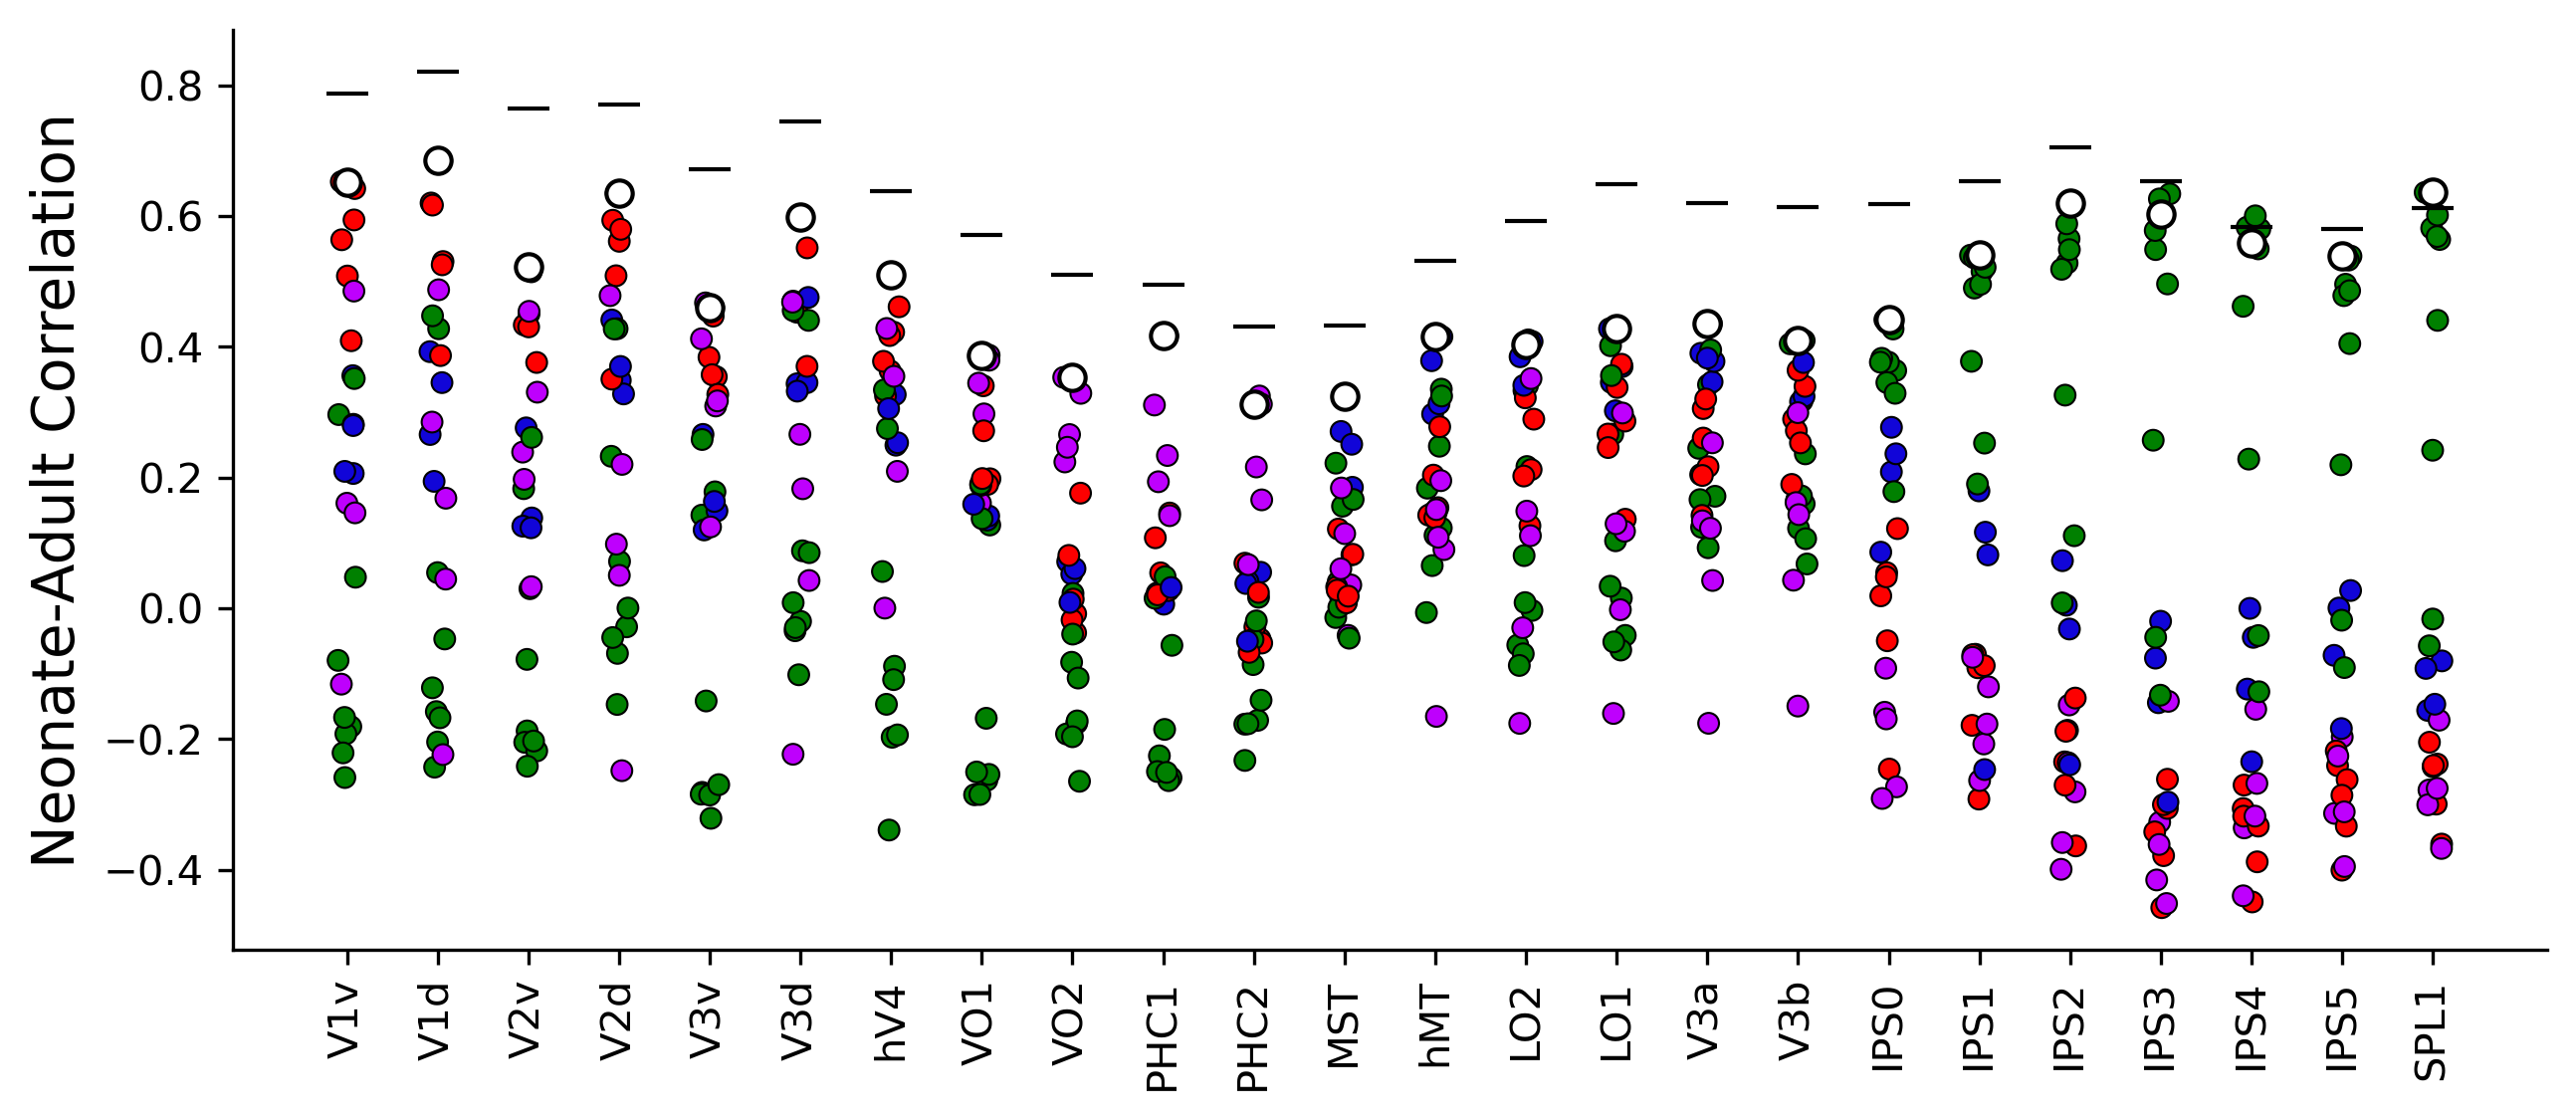 Neonate-Adult Correlation
0.8
0.6
0.4
0.2
0.0
−0.2
−0.4
V1v
V1d
V2v
V2d
V3v
V3d
hV4
VO1
VO2
PHC1
PHC2
MST
hMT
LO2
LO1
V3a
V3b
IPS0
IPS1
IPS2
IPS3
IPS4
IPS5
SPL1